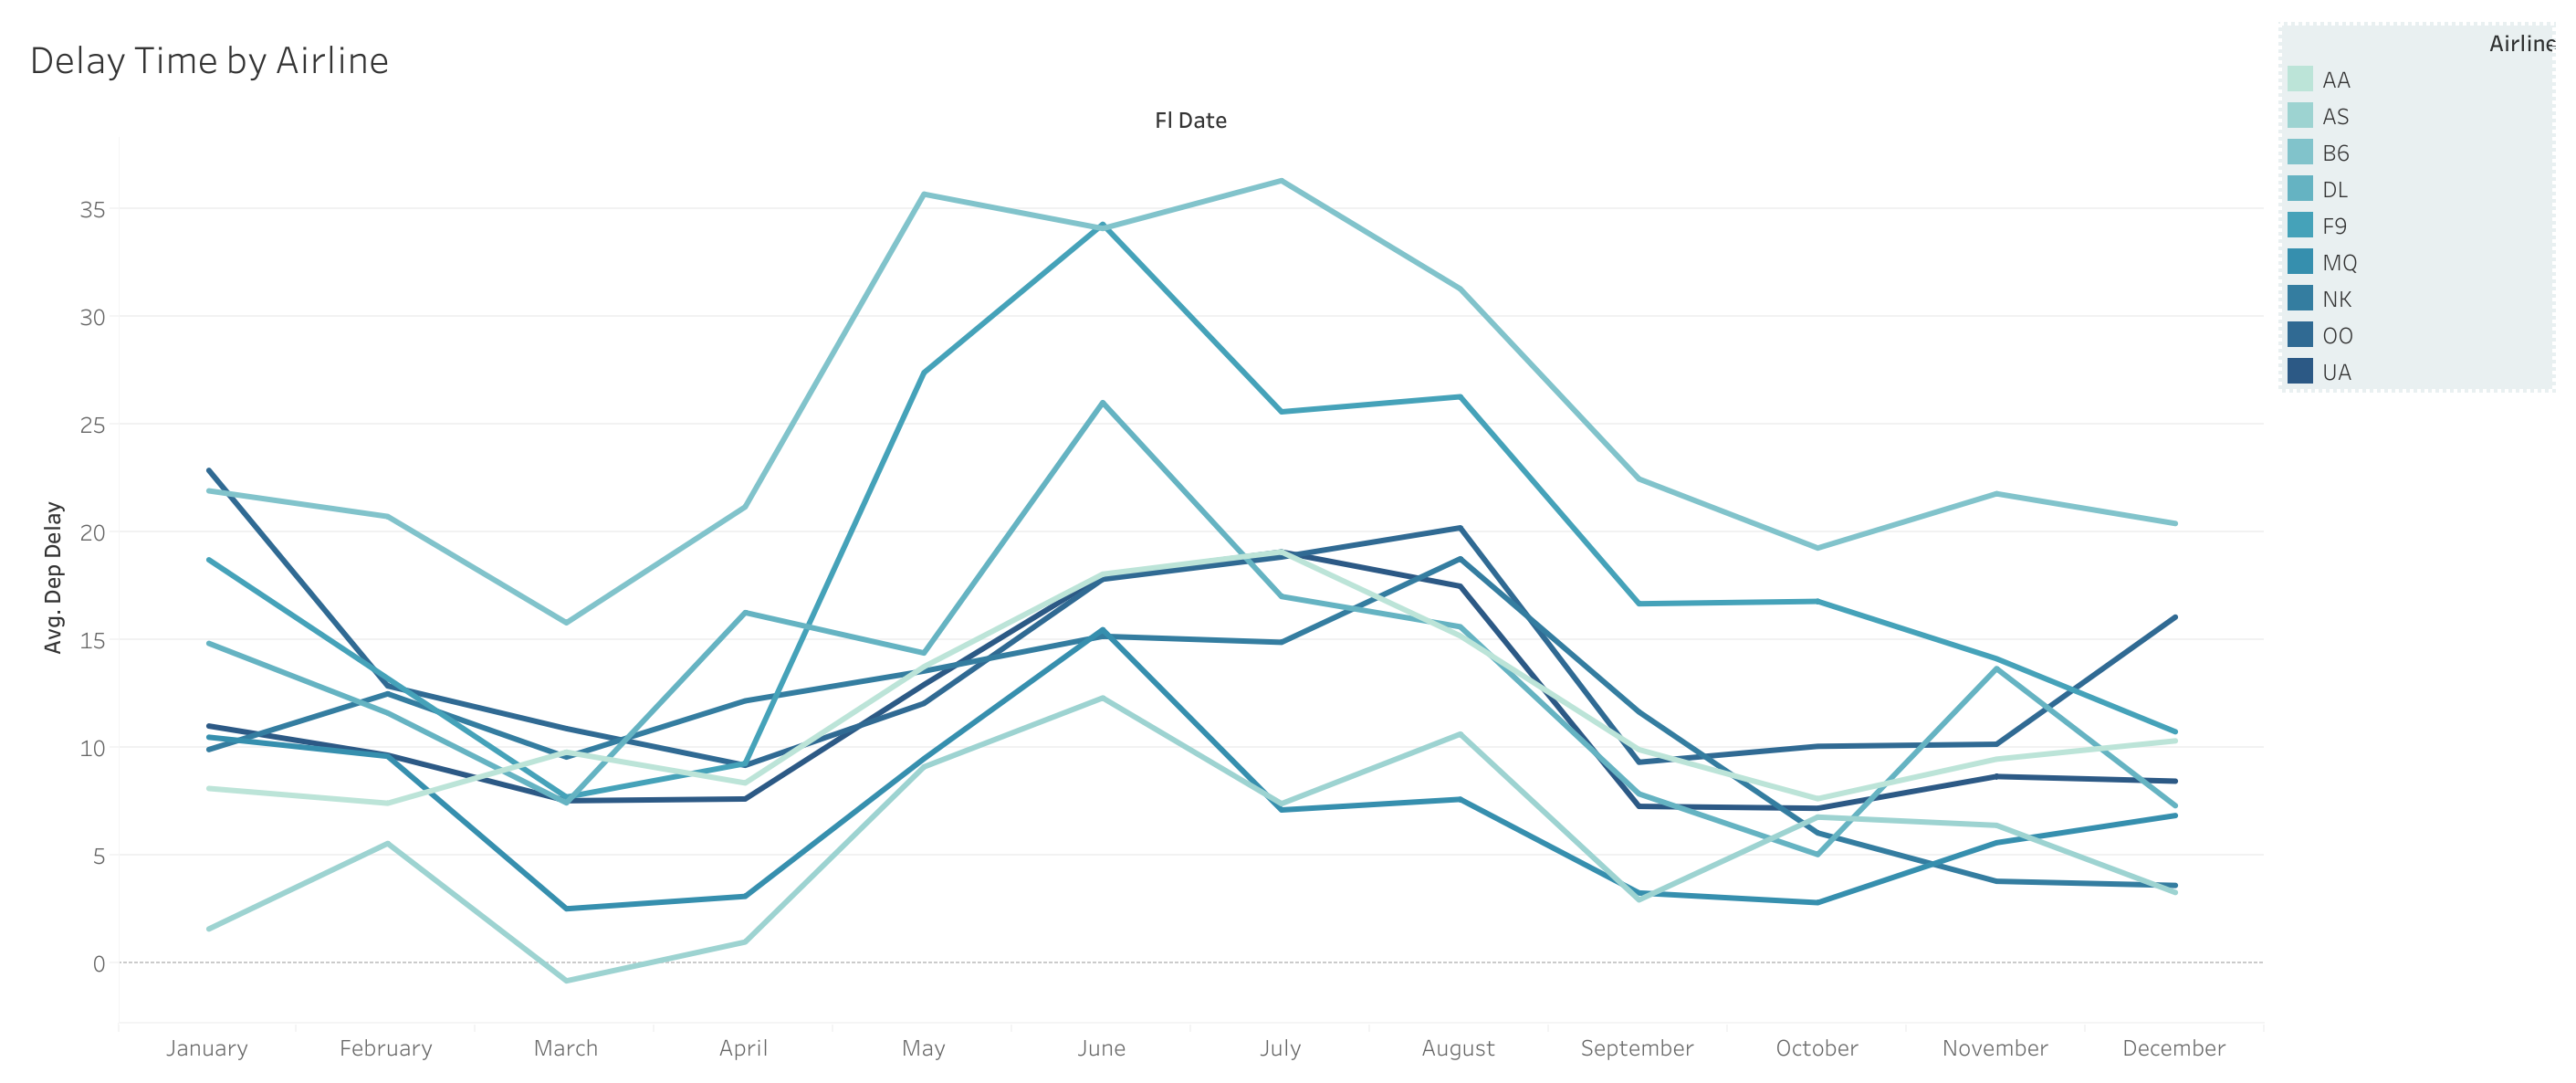 Delay Time by Airline
Fl Date
Avg. Dep Delay
35
30
25
20
15
10
5
0
January
February
March
April
May
June
July
August
September
October
November
December
Airline
AA
AS
B6
DL
F9
MQ
NK
OO
UA